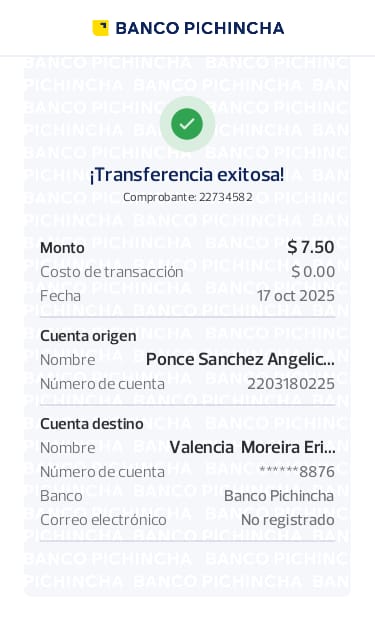 BANCO PICHINCHA
¡Transferencia exitosa!
Comprobante: 22734582
Monto $ 7.50
Costo de transacción $ 0.00
Fecha 17 oct 2025
Cuenta origen
Nombre Ponce Sanchez Angelic...
Número de cuenta 2203180225
Cuenta destino
Nombre Valencia Moreira Eri...
Número de cuenta ******8876
Banco Banco Pichincha
Correo electrónico No registrado